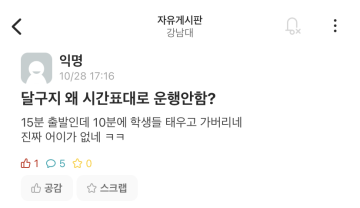 자유게시판
강남대
익명
10/28 17:16
달구지 왜 시간표대로 운행안함?
15분 출발인데 10분에 학생들 태우고 가버리네
진짜 어이가 없네 ㅋㅋ
1 5 0
공감 스크랩